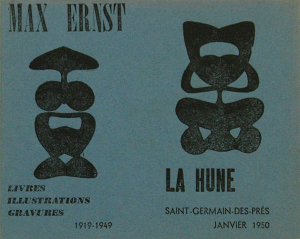 MAX ERNST
LIVRES
ILLUSTRATIONS
GRAVURES
1919-1949
LA HUNE
SAINT-GERMAIN-DES-PRÉS
JANVIER 1950